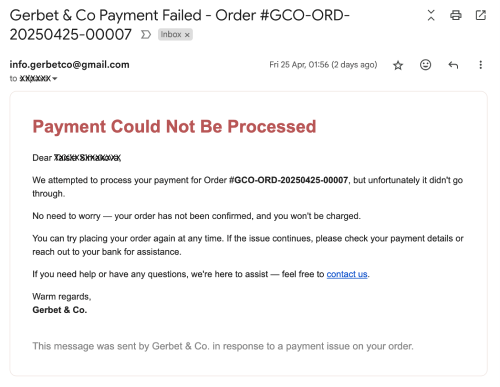 Gerbet & Co Payment Failed - Order #GCO-ORD-
20250425-00007 Inbox ×
info.gerbetco@gmail.com Fri 25 Apr, 01:56 (2 days ago)
to
Payment Could Not Be Processed
Dear
We attempted to process your payment for Order #GCO-ORD-20250425-00007, but unfortunately it didn't go
through.
No need to worry — your order has not been confirmed, and you won't be charged.
You can try placing your order again at any time. If the issue continues, please check your payment details or
reach out to your bank for assistance.
If you need help or have any questions, we're here to assist — feel free to contact us.
Warm regards,
Gerbet & Co.
This message was sent by Gerbet & Co. in response to a payment issue on your order.